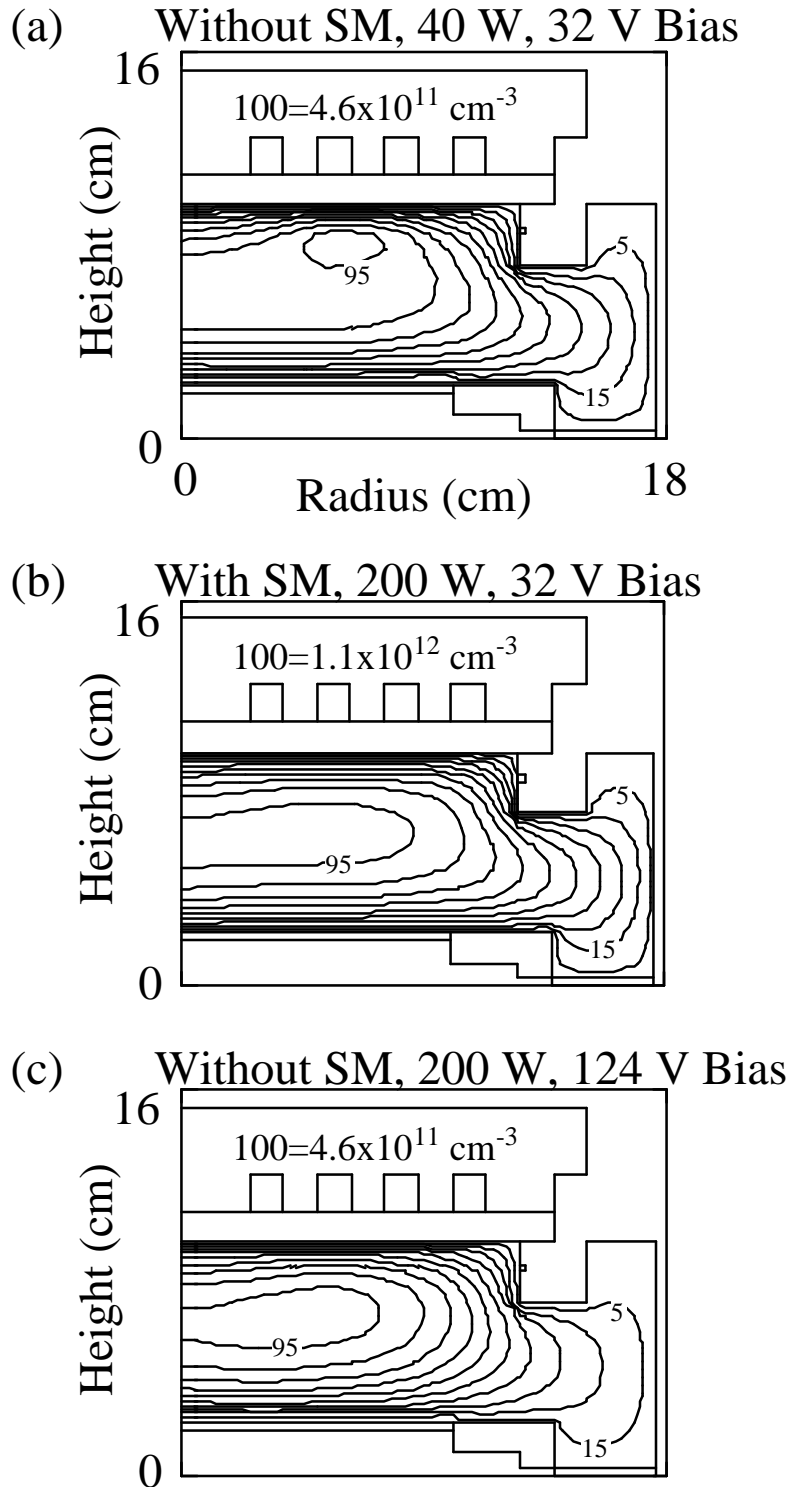 (a) Without SM, 40 W, 32 V Bias
16
100=4.6x10¹¹ cm⁻³
Height (cm)
5
95
15
0
0 Radius (cm) 18
(b) With SM, 200 W, 32 V Bias
16
100=1.1x10¹² cm⁻³
Height (cm)
5
95
15
0
(c) Without SM, 200 W, 124 V Bias
16
100=4.6x10¹¹ cm⁻³
Height (cm)
5
95
15
0